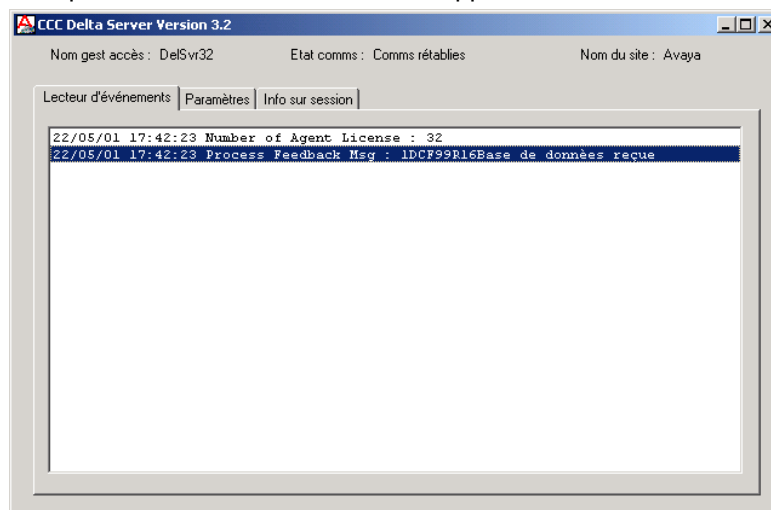 CCC Delta Server Version 3.2
Nom gest accès : DelSvr32 Etat comms : Comms rétablies Nom du site : Avaya
Lecteur d'événements Paramètres Info sur session
22/05/01 17:42:23 Number of Agent License : 32
22/05/01 17:42:23 Process Feedback Msg : 1DCF99R16Base de donnèes reçue